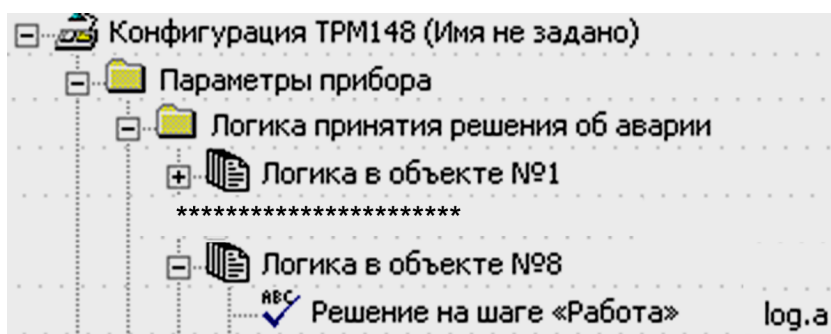 Конфигурация ТРМ148 (Имя не задано)
Параметры прибора
Логика принятия решения об аварии
Логика в объекте №1
***********************
Логика в объекте №8
ABC Решение на шаге «Работа» log.a